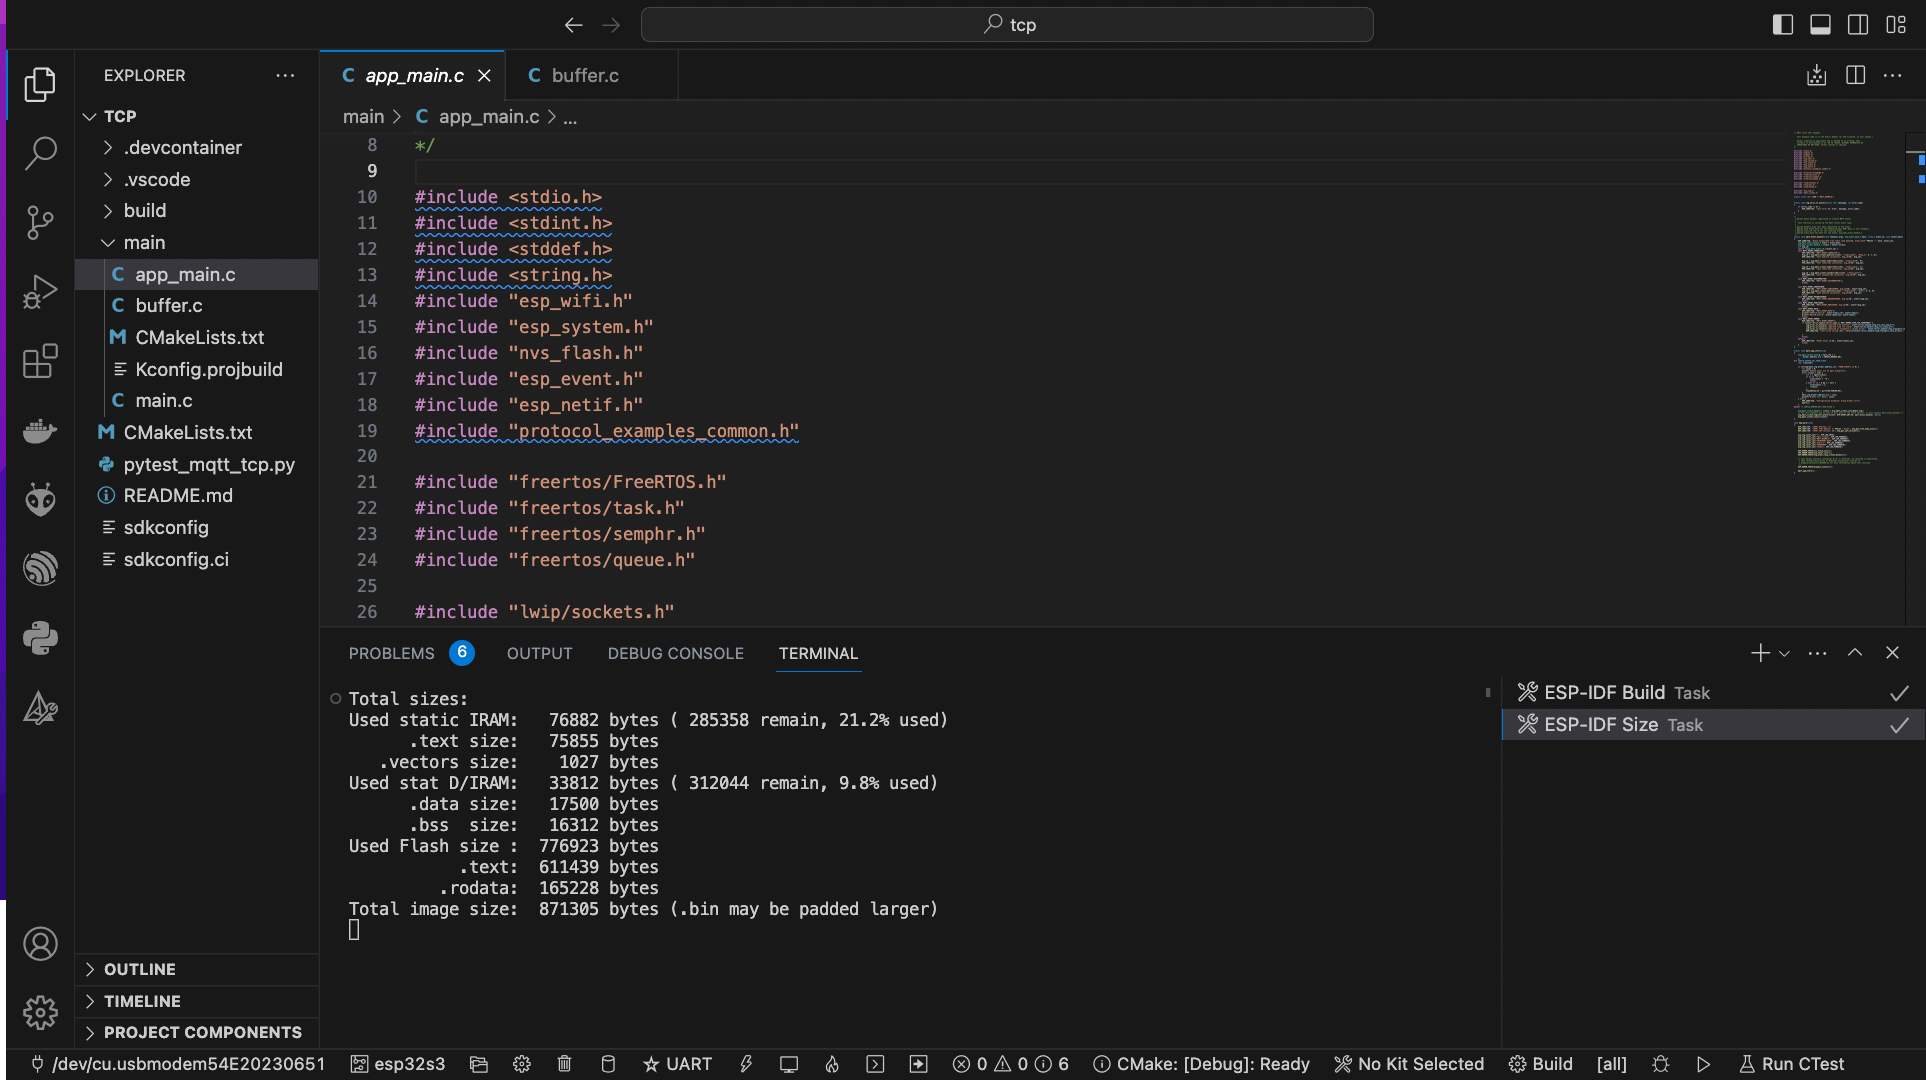 tcp
EXPLORER
TCP
.devcontainer
.vscode
build
main
app_main.c
buffer.c
CMakeLists.txt
Kconfig.projbuild
main.c
CMakeLists.txt
pytest_mqtt_tcp.py
README.md
sdkconfig
sdkconfig.ci
OUTLINE
TIMELINE
PROJECT COMPONENTS
app_main.c
buffer.c
main > C app_main.c > ...
8 */
9
10 #include <stdio.h>
11 #include <stdint.h>
12 #include <stddef.h>
13 #include <string.h>
14 #include "esp_wifi.h"
15 #include "esp_system.h"
16 #include "nvs_flash.h"
17 #include "esp_event.h"
18 #include "esp_netif.h"
19 #include "protocol_examples_common.h"
20
21 #include "freertos/FreeRTOS.h"
22 #include "freertos/task.h"
23 #include "freertos/semphr.h"
24 #include "freertos/queue.h"
25
26 #include "lwip/sockets.h"
PROBLEMS 6 OUTPUT DEBUG CONSOLE TERMINAL
Total sizes:
Used static IRAM: 76882 bytes ( 285358 remain, 21.2% used)
.text size: 75855 bytes
.vectors size: 1027 bytes
Used stat D/IRAM: 33812 bytes ( 312044 remain, 9.8% used)
.data size: 17500 bytes
.bss size: 16312 bytes
Used Flash size : 776923 bytes
.text: 611439 bytes
.rodata: 165228 bytes
Total image size: 871305 bytes (.bin may be padded larger)
ESP-IDF Build Task
ESP-IDF Size Task
/dev/cu.usbmodem54E20230651 esp32s3 UART 0 0 6 CMake: [Debug]: Ready No Kit Selected Build [all] Run CTest